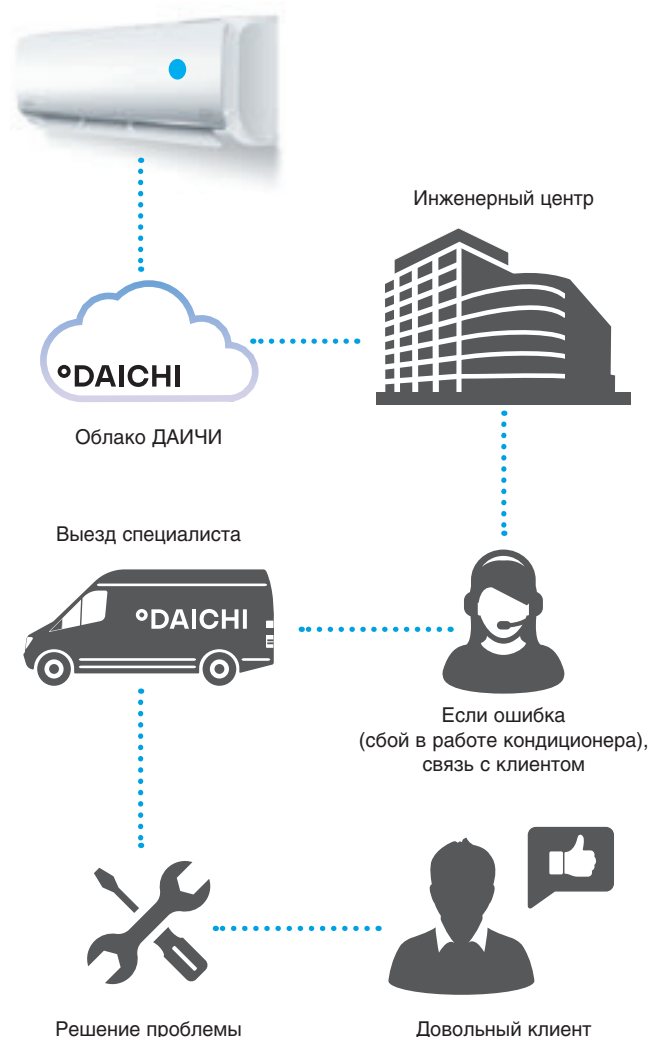 Инженерный центр
°DAICHI
Облако ДАИЧИ
Выезд специалиста
°DAICHI
Если ошибка
(сбой в работе кондиционера),
связь с клиентом
Решение проблемы
Довольный клиент